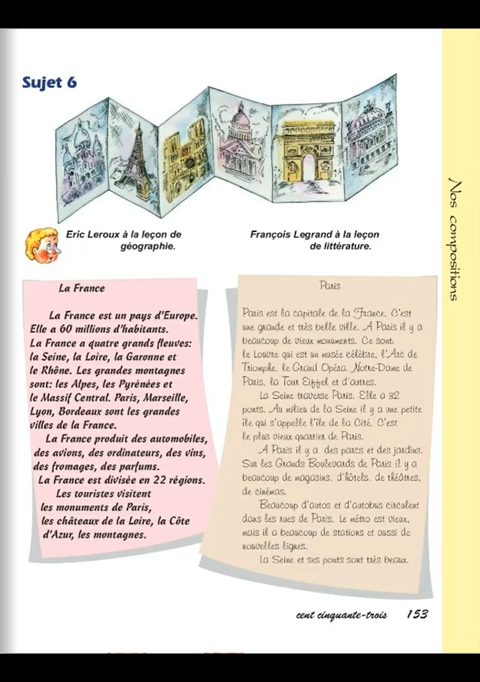 Sujet 6
Eric Leroux à la leçon de
géographie.
François Legrand à la leçon
de littérature.
La France
La France est un pays d'Europe.
Elle a 60 millions d'habitants.
La France a quatre grands fleuves:
la Seine, la Loire, la Garonne et
le Rhône. Les grandes montagnes
sont: les Alpes, les Pyrénées et
le Massif Central. Paris, Marseille,
Lyon, Bordeaux sont les grandes
villes de la France.
La France produit des automobiles,
des avions, des ordinateurs, des vins,
des fromages, des parfums.
La France est divisée en 22 régions.
Les touristes visitent
les monuments de Paris,
les châteaux de la Loire, la Côte
d'Azur, les montagnes.
Paris
Paris est la capitale de la France. C'est
une grande et très belle ville. A Paris il y a
beaucoup de vieux monuments. Ce sont:
le Louvre qui est un musée célèbre, l'Arc de
Triomphe, le Grand Opéra, Notre-Dame de
Paris, la Tour Eiffel et d'autres.
La Seine traverse Paris. Elle a 32
ponts. Au milieu de la Seine il y a une petite
île qui s'appelle l'île de la Cité. C'est
le plus vieux quartier de Paris.
A Paris il y a des parcs et des jardins.
Sur les Grands Boulevards de Paris il y a
beaucoup de magasins, d'hôtels, de théâtres,
de cinémas.
Beaucoup d'autos et d'autobus circulent
dans les rues de Paris. Le métro est vieux,
mais il a beaucoup de stations et aussi de
nouvelles lignes.
La Seine et ses ponts sont très beaux.
Nos compositions
cent cinquante-trois 153